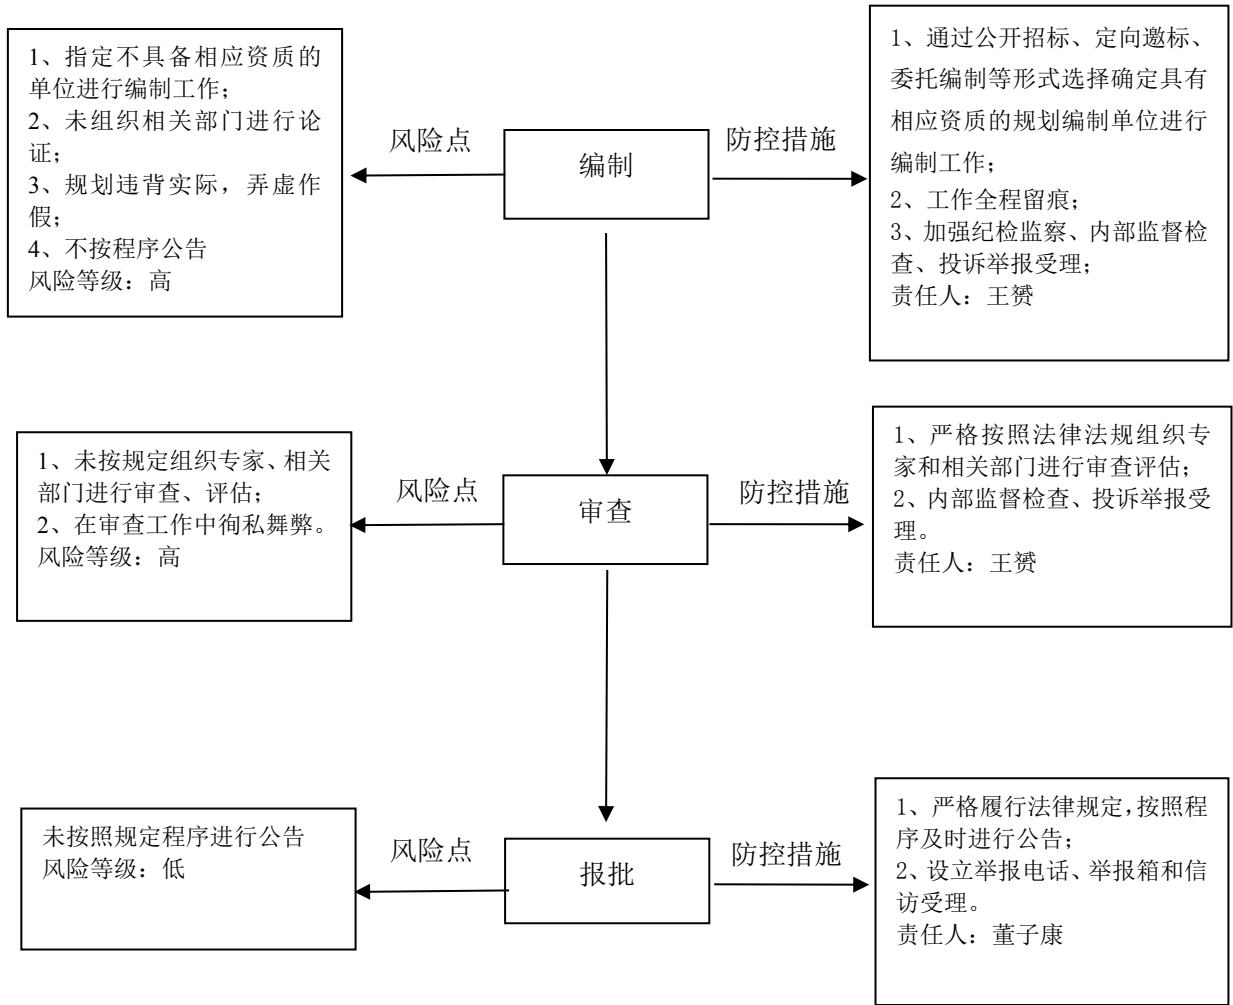 1、指定不具备相应资质的
单位进行编制工作；
2、未组织相关部门进行论
证；
3、规划违背实际，弄虚作
假；
4、不按程序公告
风险等级：高
风险点
编制
防控措施
1、通过公开招标、定向邀标、
委托编制等形式选择确定具有
相应资质的规划编制单位进行
编制工作；
2、工作全程留痕；
3、加强纪检监察、内部监督检
查、投诉举报受理；
责任人：王赟
1、未按规定组织专家、相关
部门进行审查、评估；
2、在审查工作中徇私舞弊。
风险等级：高
风险点
审查
防控措施
1、严格按照法律法规组织专
家和相关部门进行审查评估；
2、内部监督检查、投诉举报受
理。
责任人：王赟
未按照规定程序进行公告
风险等级：低
风险点
报批
防控措施
1、严格履行法律规定，按照程
序及时进行公告；
2、设立举报电话、举报箱和信
访受理。
责任人：董子康